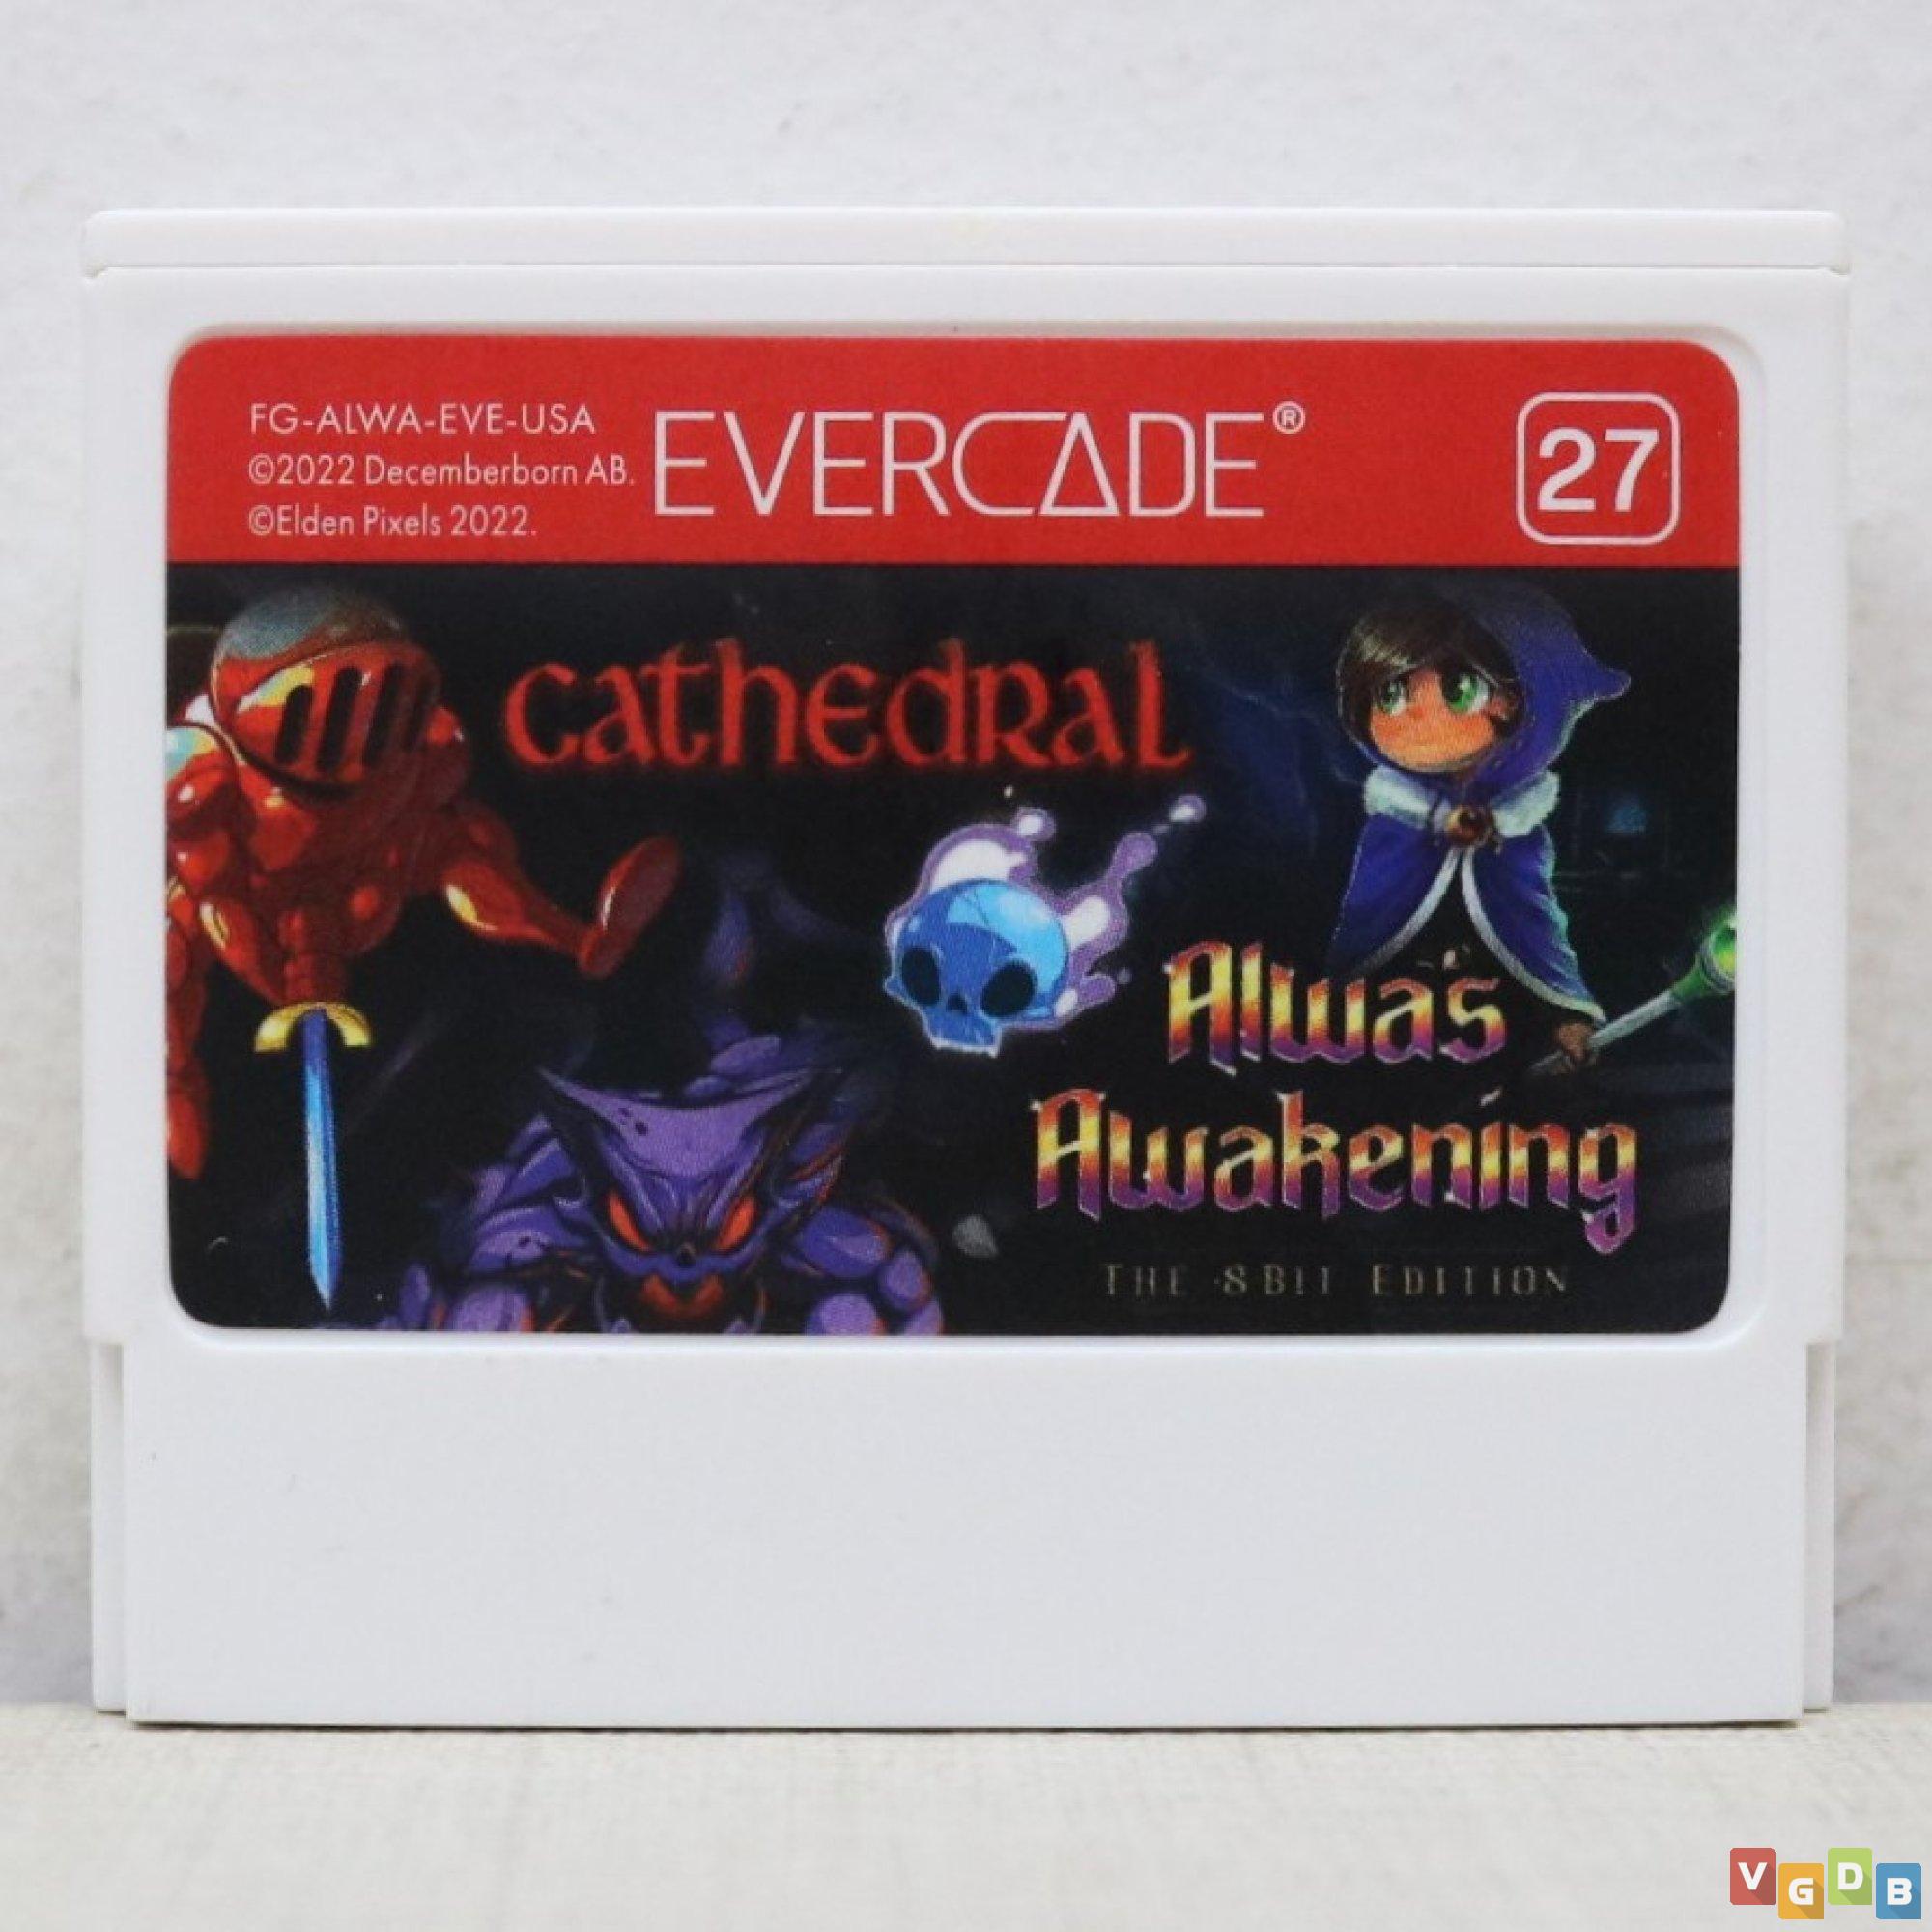 FG-ALWA-EVE-USA
©2022 Decemberborn AB.
©Elden Pixels 2022.
EVERCADE®
27
cathedral
Alwa's
Awakening
THE 8BIT EDITION
VGDB